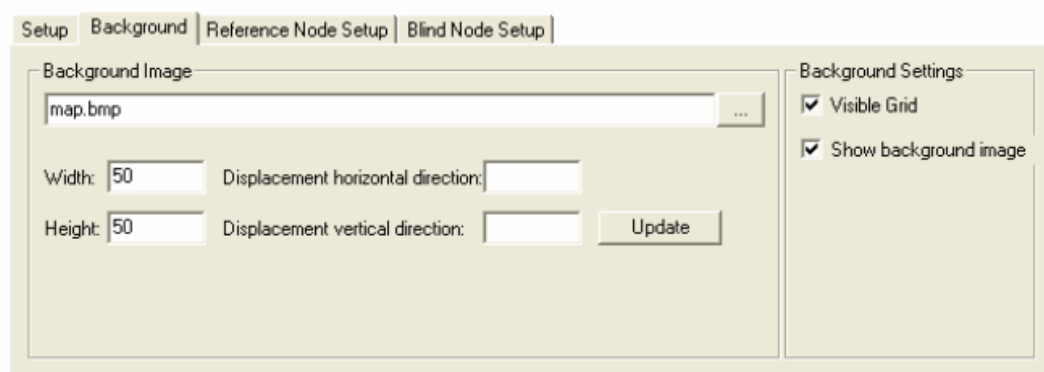 Setup Background Reference Node Setup Blind Node Setup
Background Image
map.bmp ...
Width: 50 Displacement horizontal direction:
Height: 50 Displacement vertical direction: Update
Background Settings
Visible Grid
Show background image